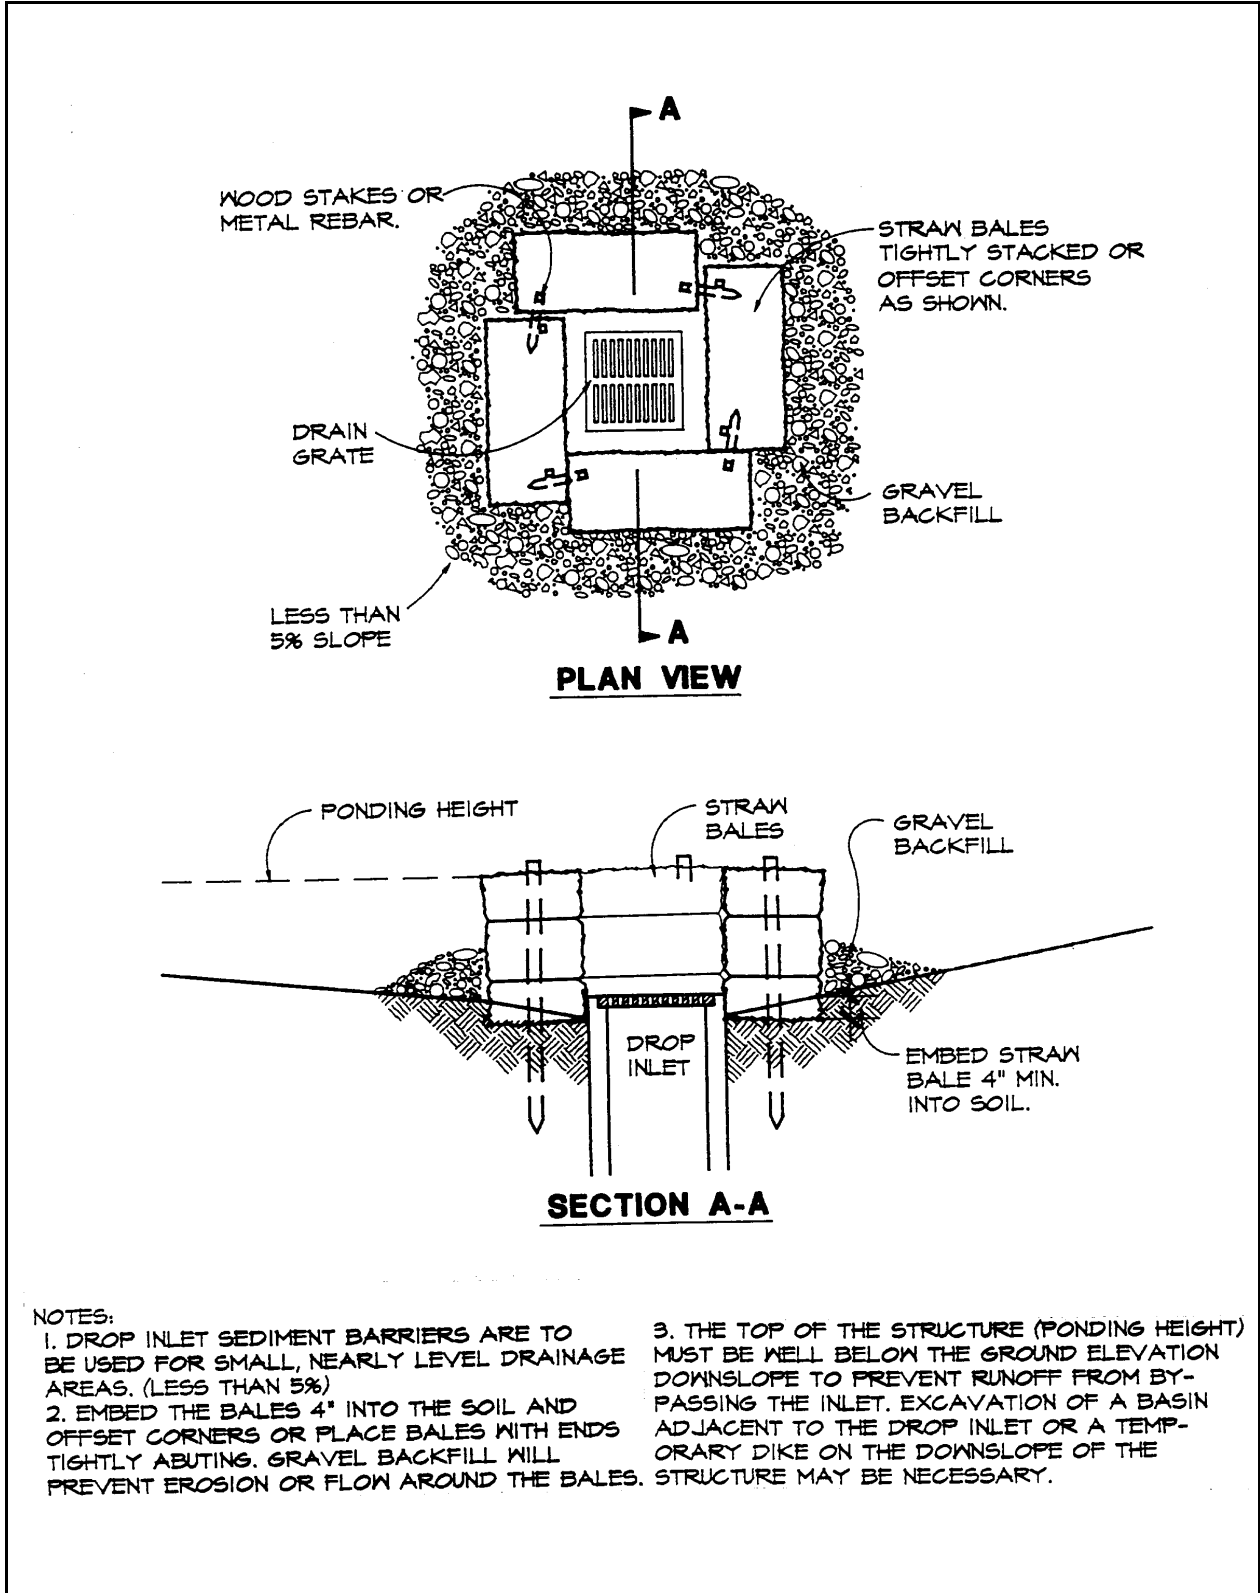 A
WOOD STAKES OR
METAL REBAR.
STRAW BALES
TIGHTLY STACKED OR
OFFSET CORNERS
AS SHOWN.
DRAIN
GRATE
GRAVEL
BACKFILL
LESS THAN
5% SLOPE
A
PLAN VIEW
PONDING HEIGHT
STRAW
BALES
GRAVEL
BACKFILL
DROP
INLET
EMBED STRAW
BALE 4" MIN.
INTO SOIL.
SECTION A-A
NOTES:
1. DROP INLET SEDIMENT BARRIERS ARE TO
BE USED FOR SMALL, NEARLY LEVEL DRAINAGE
AREAS. (LESS THAN 5%)
2. EMBED THE BALES 4" INTO THE SOIL AND
OFFSET CORNERS OR PLACE BALES WITH ENDS
TIGHTLY ABUTING. GRAVEL BACKFILL WILL
PREVENT EROSION OR FLOW AROUND THE BALES.
3. THE TOP OF THE STRUCTURE (PONDING HEIGHT)
MUST BE WELL BELOW THE GROUND ELEVATION
DOWNSLOPE TO PREVENT RUNOFF FROM BY-
PASSING THE INLET. EXCAVATION OF A BASIN
ADJACENT TO THE DROP INLET OR A TEMP-
ORARY DIKE ON THE DOWNSLOPE OF THE
STRUCTURE MAY BE NECESSARY.